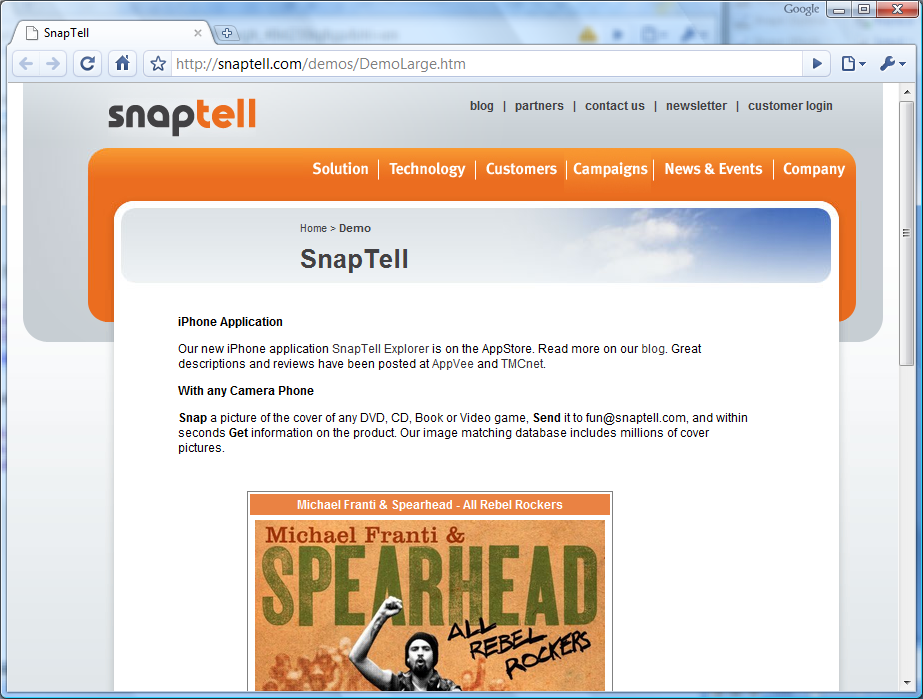 Google
SnapTell
http://snaptell.com/demos/DemoLarge.htm
snaptell
blog | partners | contact us | newsletter | customer login
Solution | Technology | Customers | Campaigns | News & Events | Company
Home > Demo
SnapTell
iPhone Application
Our new iPhone application SnapTell Explorer is on the AppStore. Read more on our blog. Great
descriptions and reviews have been posted at AppVee and TMCnet.
With any Camera Phone
Snap a picture of the cover of any DVD, CD, Book or Video game, Send it to fun@snaptell.com, and within
seconds Get information on the product. Our image matching database includes millions of cover
pictures.
Michael Franti & Spearhead - All Rebel Rockers
Michael Franti &
SPEARHEAD
ALL
REBEL
ROCKERS